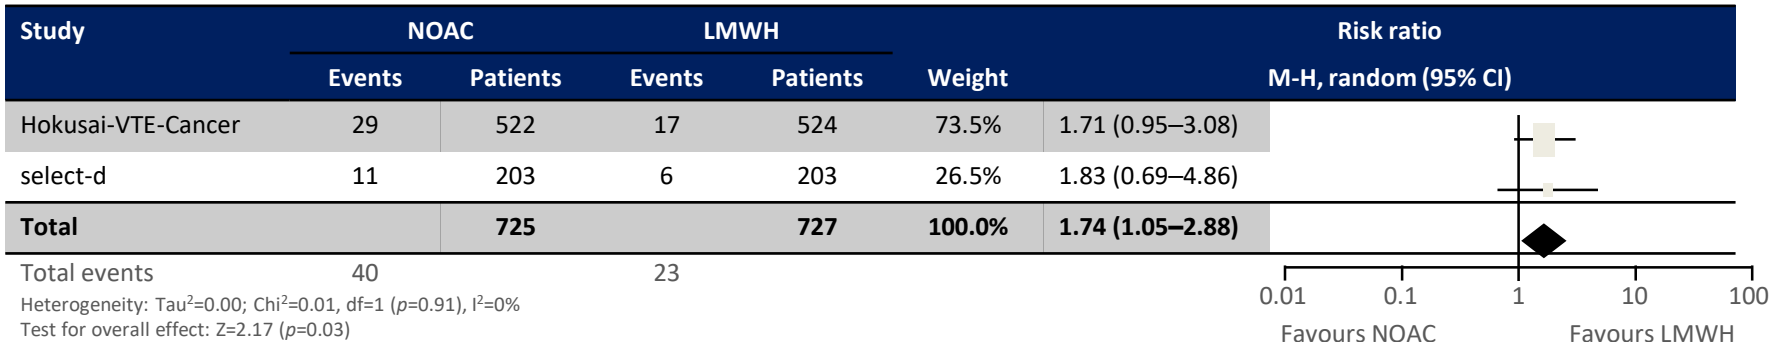 Study NOAC LMWH Risk ratio
Events Patients Events Patients Weight M-H, random (95% CI)
Hokusai-VTE-Cancer 29 522 17 524 73.5% 1.71 (0.95–3.08)
select-d 11 203 6 203 26.5% 1.83 (0.69–4.86)
Total 725 727 100.0% 1.74 (1.05–2.88)
Total events 40 23
Heterogeneity: Tau²=0.00; Chi²=0.01, df=1 (p=0.91), I²=0%
Test for overall effect: Z=2.17 (p=0.03)
0.01 0.1 1 10 100
Favours NOAC Favours LMWH